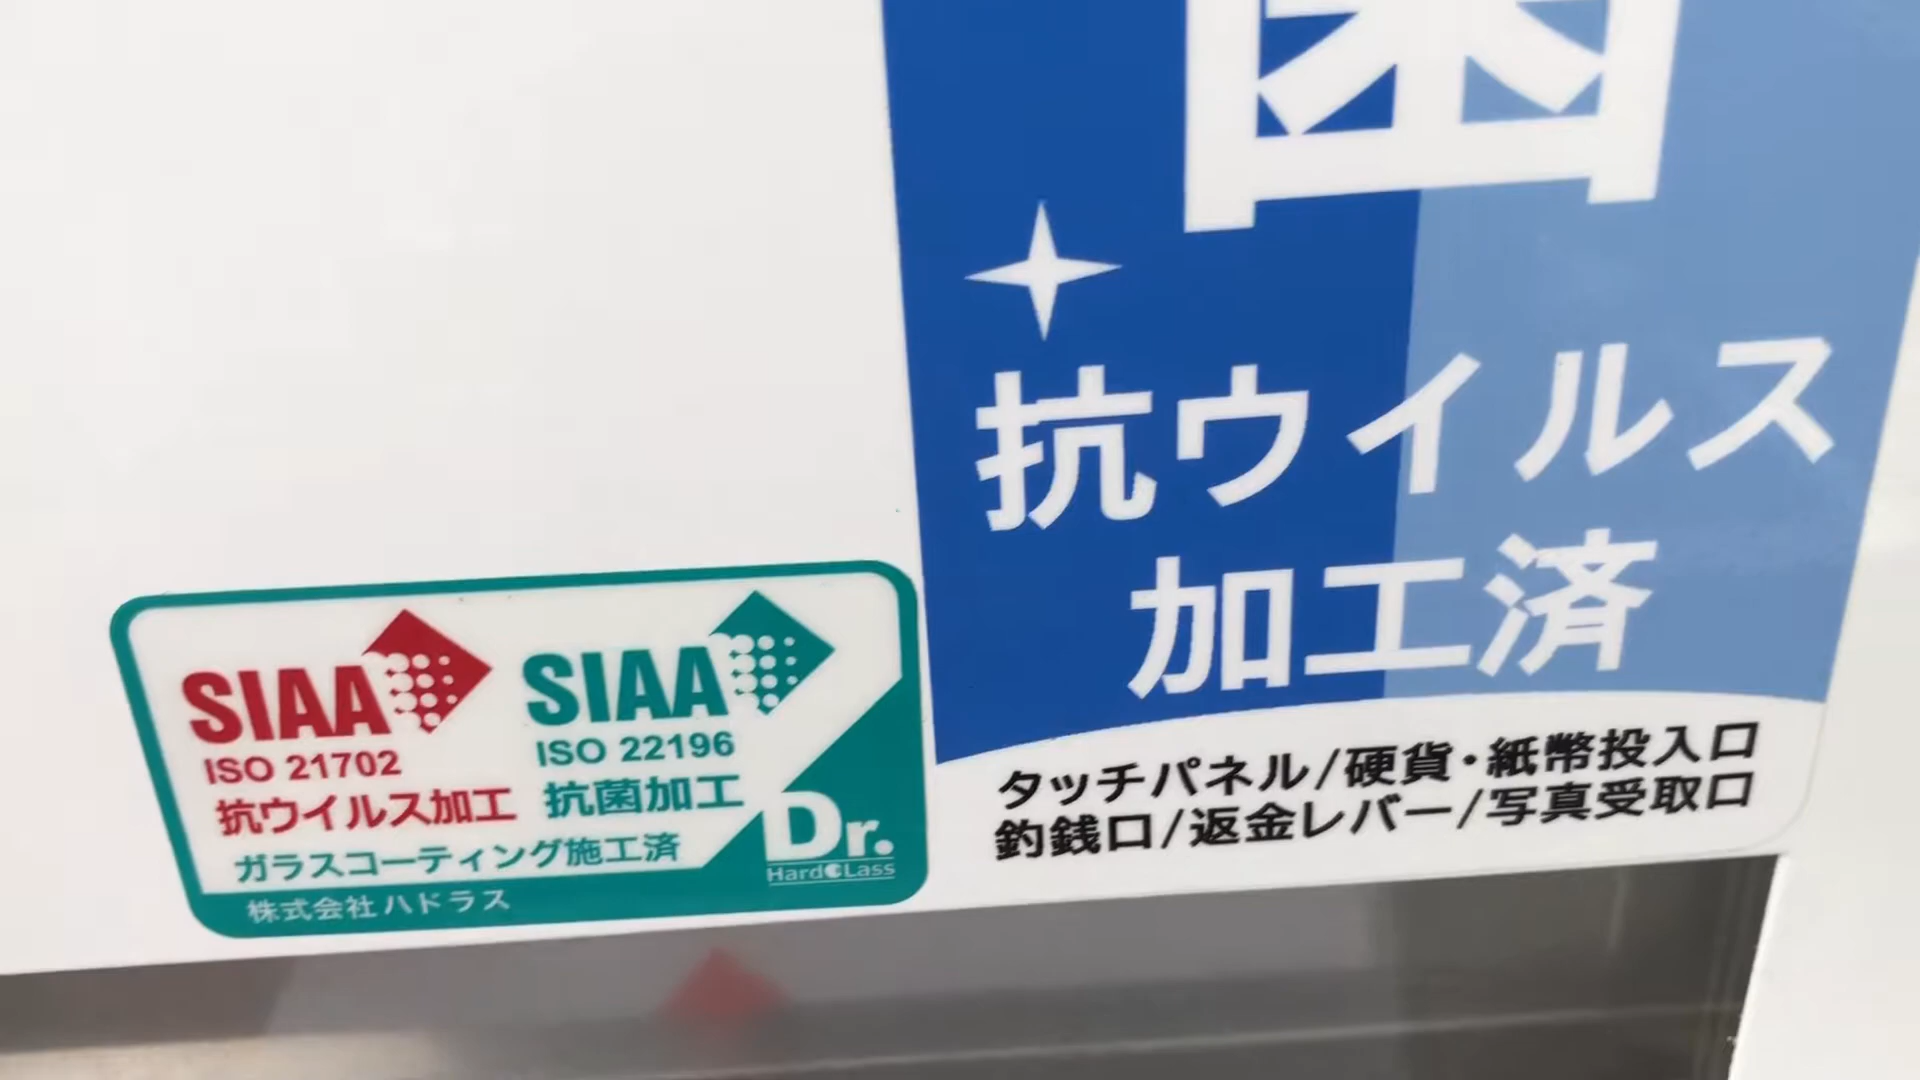 菌
抗ウイルス
加工済
タッチパネル/硬貨・紙幣投入口
釣銭口/返金レバー/写真受取口
SIAA
ISO 21702
抗ウイルス加工
SIAA
ISO 22196
抗菌加工
ガラスコーティング施工済
Dr.
HardCLass
株式会社ハドラス